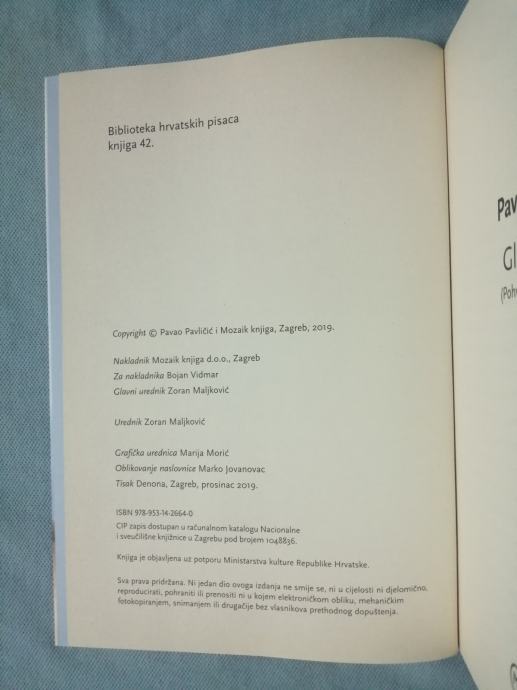 Biblioteka hrvatskih pisaca
knjiga 42.
Copyright © Pavao Pavličić i Mozaik knjiga, Zagreb, 2019.
Nakladnik Mozaik knjiga d.o.o., Zagreb
Za nakladnika Bojan Vidmar
Glavni urednik Zoran Maljković
Urednik Zoran Maljković
Grafička urednica Marija Morić
Oblikovanje naslovnice Marko Jovanovac
Tisak Denona, Zagreb, prosinac 2019.
ISBN 978-953-14-2664-0
CIP zapis dostupan u računalnom katalogu Nacionalne
i sveučilišne knjižnice u Zagrebu pod brojem 1048836.
Knjiga je objavljena uz potporu Ministarstva kulture Republike Hrvatske.
Sva prava pridržana. Ni jedan dio ovoga izdanja ne smije se, ni u cijelosti ni djelomično,
reproducirati, pohraniti ili prenositi ni u kojem elektroničkom obliku, mehaničkim
fotokopiranjem, snimanjem ili drugačije bez vlasnikova prethodnog dopuštenja.
Pav
Gl
(Poh